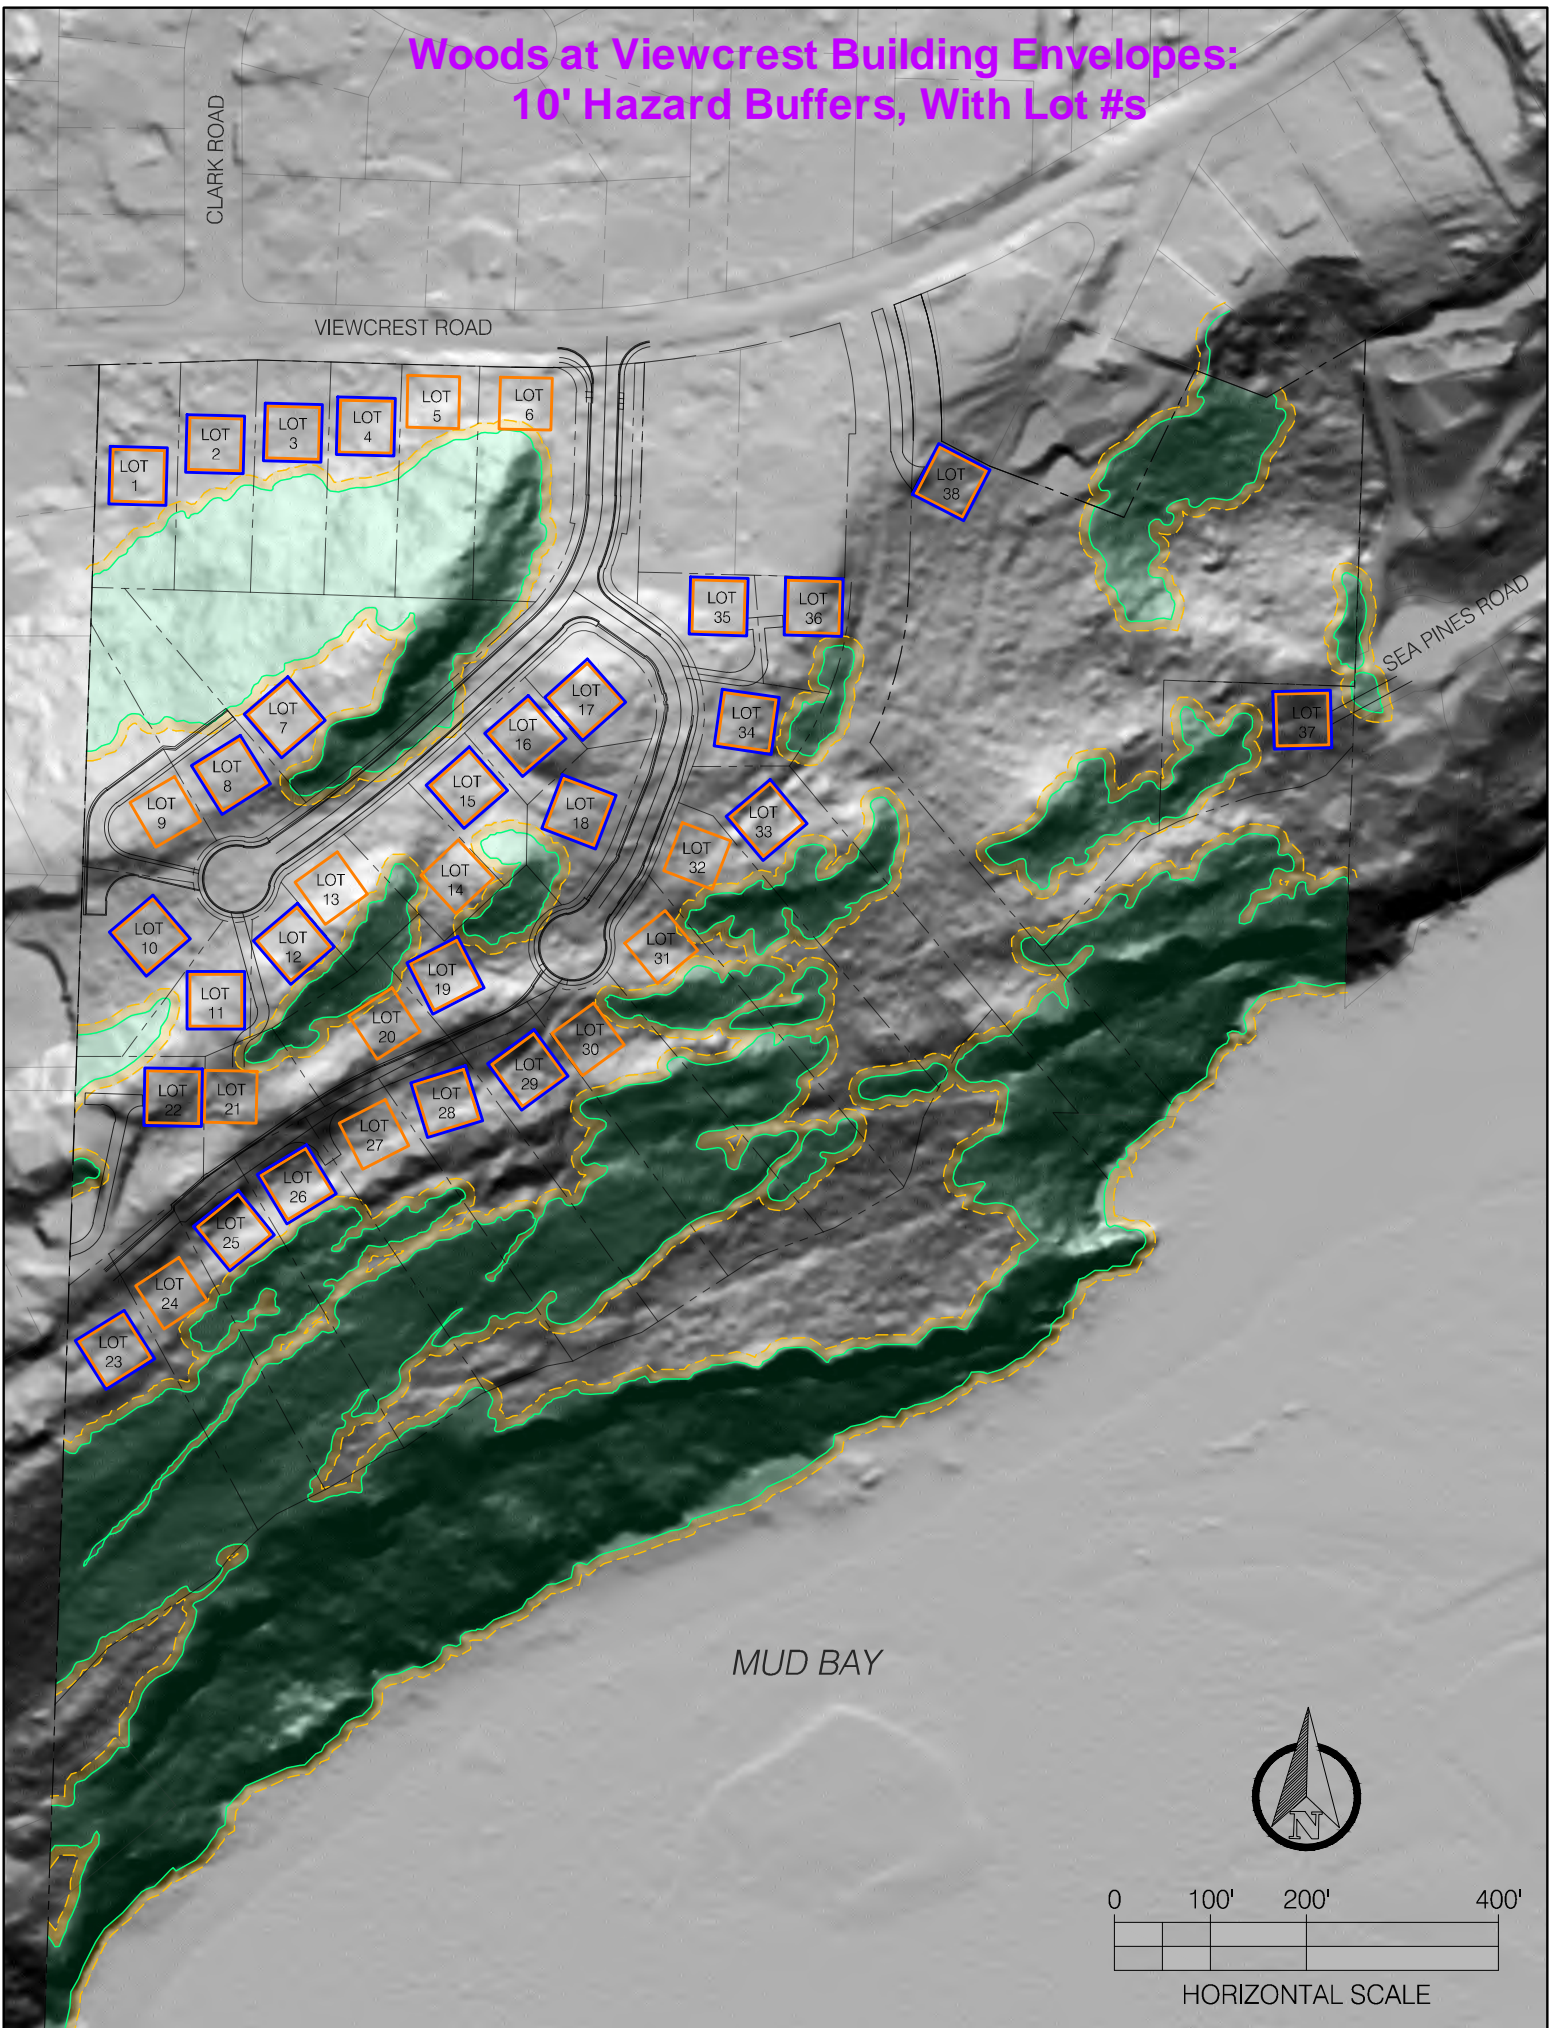 Woods at Viewcrest Building Envelopes:
10' Hazard Buffers, With Lot #s
CLARK ROAD
VIEWCREST ROAD
LOT
1
LOT
2
LOT
3
LOT
4
LOT
5
LOT
6
LOT
38
LOT
35
LOT
36
SEA PINES ROAD
LOT
7
LOT
17
LOT
16
LOT
34
LOT
37
LOT
8
LOT
9
LOT
15
LOT
18
LOT
33
LOT
32
LOT
13
LOT
14
LOT
10
LOT
12
LOT
31
LOT
11
LOT
19
LOT
20
LOT
30
LOT
22
LOT
21
LOT
29
LOT
28
LOT
27
LOT
26
LOT
25
LOT
24
LOT
23
MUD BAY
N
0 100' 200' 400'
HORIZONTAL SCALE